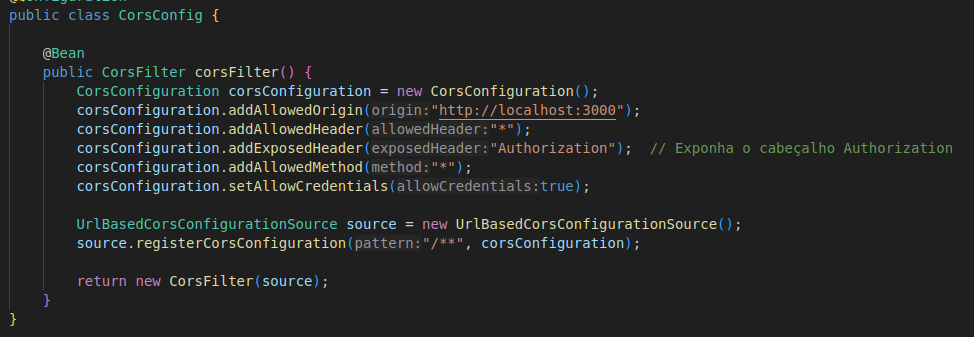 @Configuration
public class CorsConfig {
@Bean
public CorsFilter corsFilter() {
CorsConfiguration corsConfiguration = new CorsConfiguration();
corsConfiguration.addAllowedOrigin(origin:"http://localhost:3000");
corsConfiguration.addAllowedHeader(allowedHeader:"*");
corsConfiguration.addExposedHeader(exposedHeader:"Authorization");  // Exponha o cabeçalho Authorization
corsConfiguration.addAllowedMethod(method:"*");
corsConfiguration.setAllowCredentials(allowCredentials:true);
UrlBasedCorsConfigurationSource source = new UrlBasedCorsConfigurationSource();
source.registerCorsConfiguration(pattern:"/**", corsConfiguration);
return new CorsFilter(source);
}
}